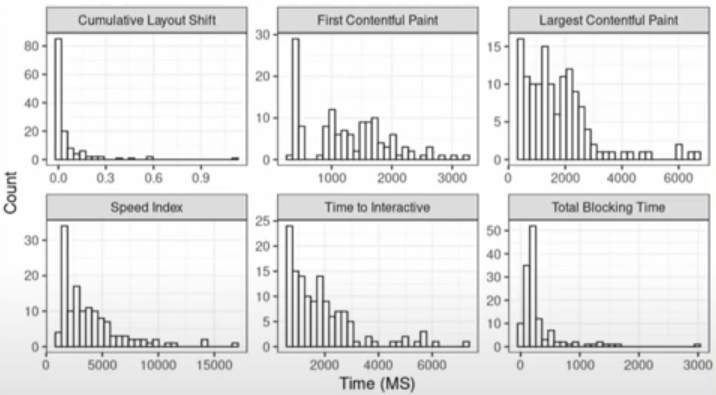 Cumulative Layout Shift
First Contentful Paint
Largest Contentful Paint
80
60
40
20
0
0.0 0.3 0.6 0.9
30
20
10
0
1000 2000 3000
15
10
5
0
0 2000 4000 6000
Count
Speed Index
Time to Interactive
Total Blocking Time
30
20
10
0
0 5000 10000 15000
25
20
15
10
5
0
2000 4000 6000
50
40
30
20
10
0
0 1000 2000 3000
Time (MS)